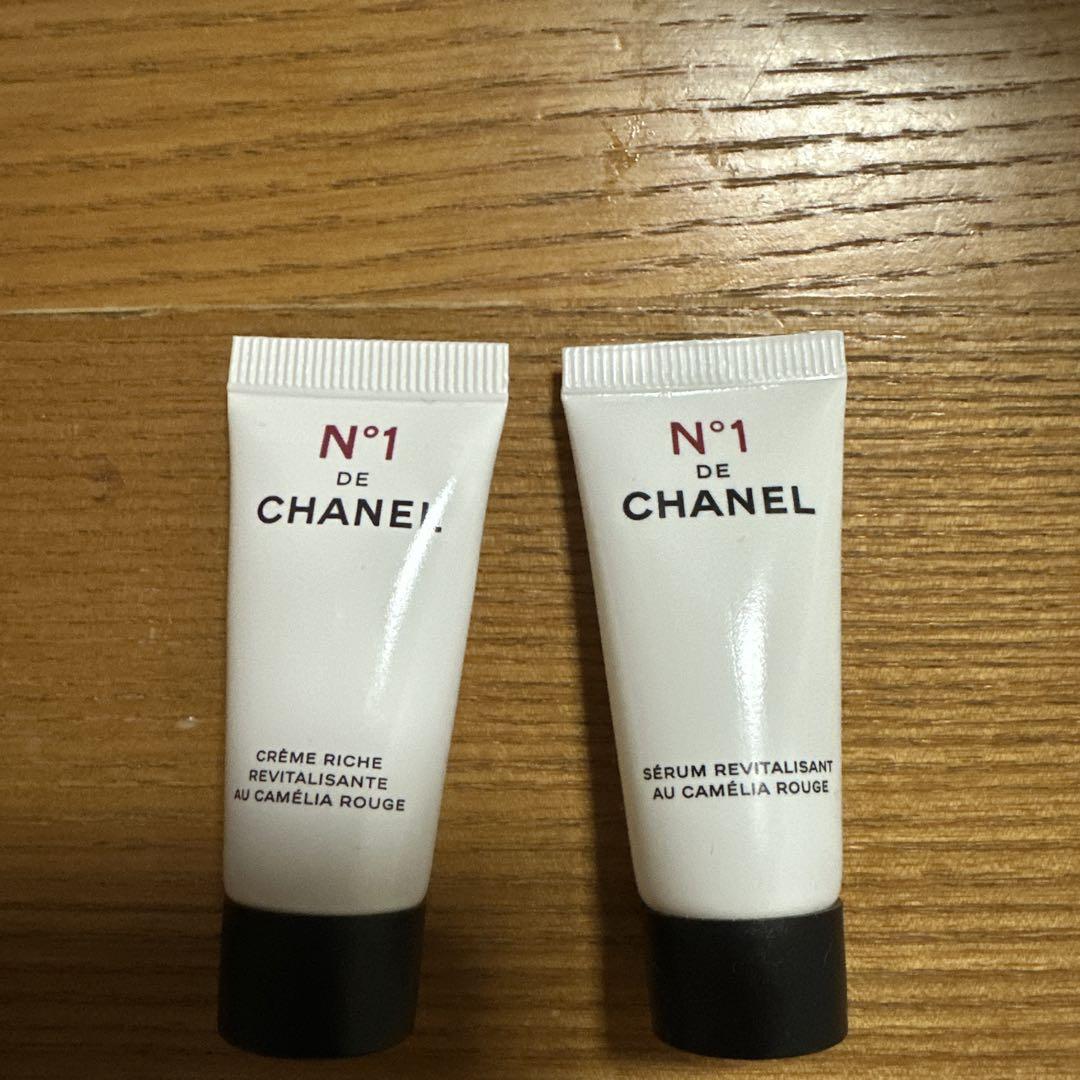 N°1
DE
CHANEL
CRÈME RICHE
REVITALISANTE
AU CAMÉLIA ROUGE
N°1
DE
CHANEL
SÉRUM REVITALISANT
AU CAMÉLIA ROUGE